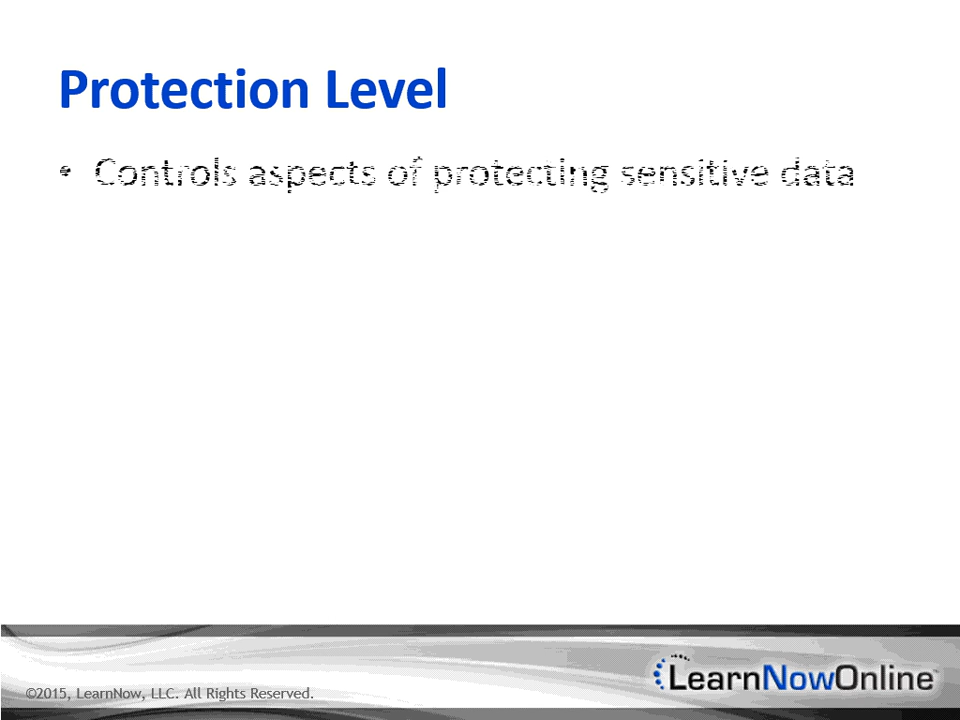 Protection Level
• Controls aspects of protecting sensitive data
©2015, LearnNow, LLC. All Rights Reserved.
LearnNowOnline